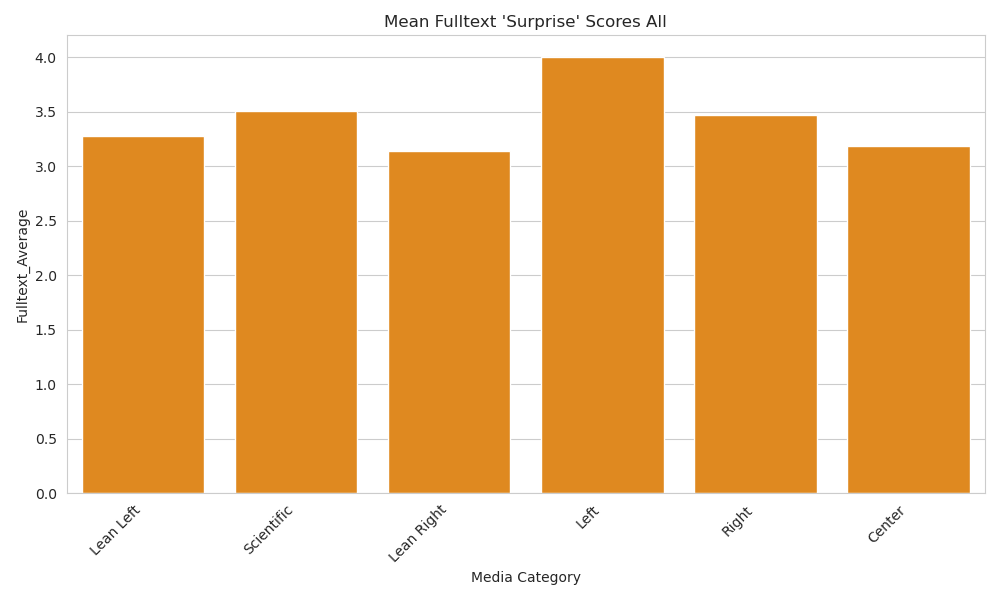 Mean Fulltext 'Surprise' Scores All
Fulltext_Average
4.0
3.5
3.0
2.5
2.0
1.5
1.0
0.5
0.0
Lean Left
Scientific
Lean Right
Left
Right
Center
Media Category